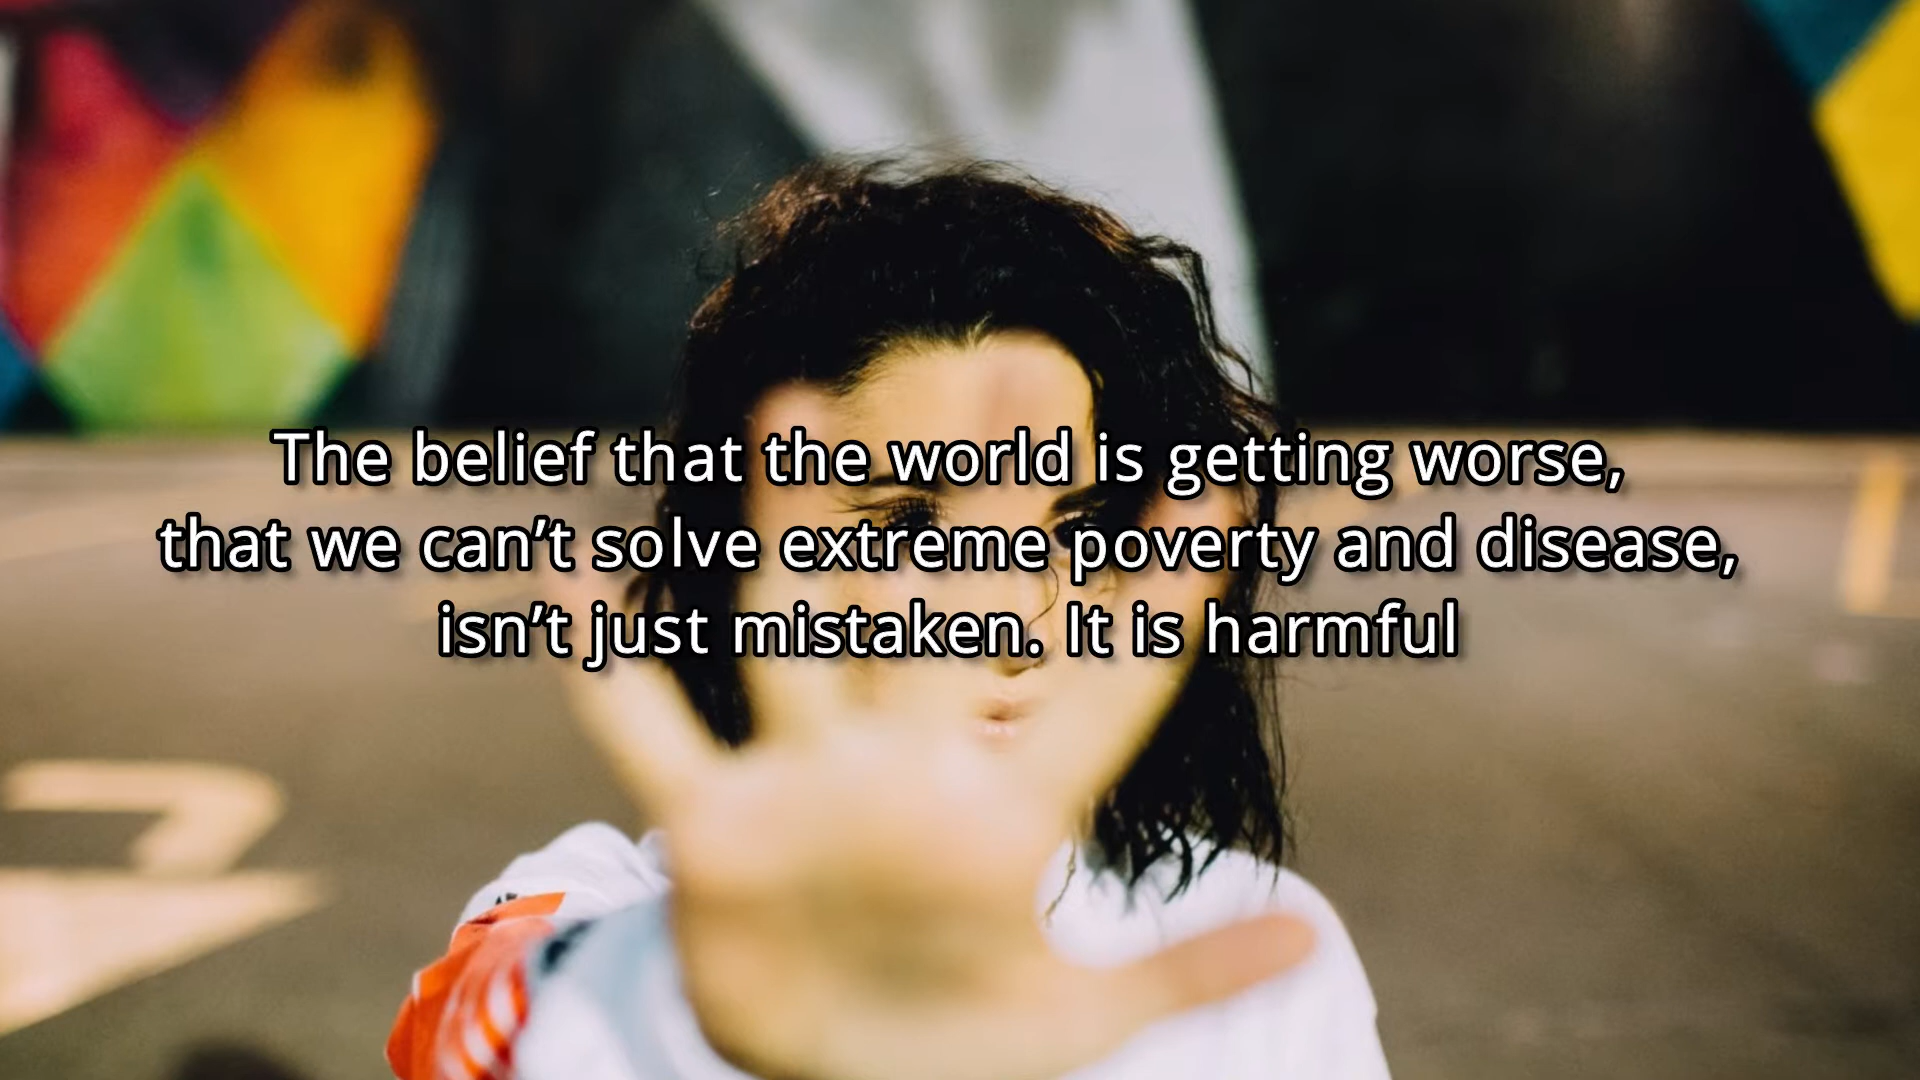 The belief that the world is getting worse,
that we can’t solve extreme poverty and disease,
isn’t just mistaken. It is harmful